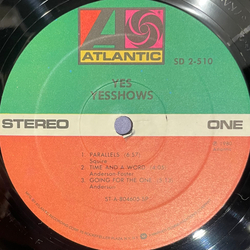 ATLANTIC
SD 2-510
YES
YESSHOWS
STEREO
ONE
1. PARALLELS
Squire
2. TIME AND A WORD
Anderson-Foster
3. GOING FOR THE ONE
Anderson